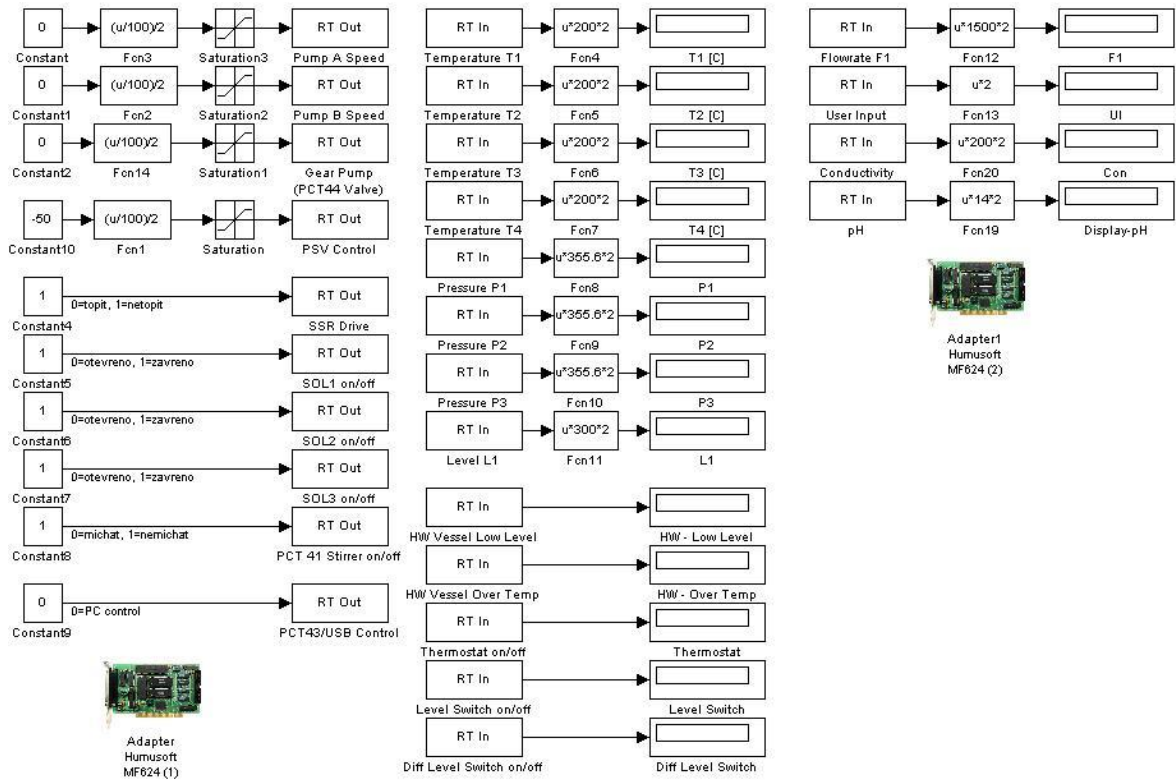 0 (u/100)/2 RT Out
Constant Fcn3 Saturation3 Pump A Speed
0 (u/100)/2 RT Out
Constant1 Fcn2 Saturation2 Pump B Speed
0 (u/100)/2 RT Out
Constant2 Fcn14 Saturation1 Gear Pump
(PCT44 Valve)
-50 (u/100)/2 RT Out
Constant10 Fcn1 Saturation PSV Control
1 0=topit, 1=netopit RT Out
Constant4 SSR Drive
1 0=otevreno, 1=zavreno RT Out
Constant5 SOL1 on/off
1 0=otevreno, 1=zavreno RT Out
Constant6 SOL2 on/off
1 0=otevreno, 1=zavreno RT Out
Constant7 SOL3 on/off
1 0=michat, 1=nemichat RT Out
Constant8 PCT 41 Stirrer on/off
0 0=PC control RT Out
Constant9 PCT43/USB Control
Adapter
Humusoft
MF624 (1)
RT In u*200*2
Temperature T1 Fcn4 T1 [C]
RT In u*200*2
Temperature T2 Fcn5 T2 [C]
RT In u*200*2
Temperature T3 Fcn6 T3 [C]
RT In u*200*2
Temperature T4 Fcn7 T4 [C]
RT In u*355.6*2
Pressure P1 Fcn8 P1
RT In u*355.6*2
Pressure P2 Fcn9 P2
RT In u*355.6*2
Pressure P3 Fcn10 P3
RT In u*300*2
Level L1 Fcn11 L1
RT In
HW Vessel Low Level HW - Low Level
RT In
HW Vessel Over Temp HW - Over Temp
RT In
Thermostat on/off Thermostat
RT In
Level Switch on/off Level Switch
RT In
Diff Level Switch on/off Diff Level Switch
RT In u*1500*2
Flowrate F1 Fcn12 F1
RT In u*2
User Input Fcn13 UI
RT In u*200*2
Conductivity Fcn20 Con
RT In u*14*2
pH Fcn19 Display-pH
Adapter1
Humusoft
MF624 (2)